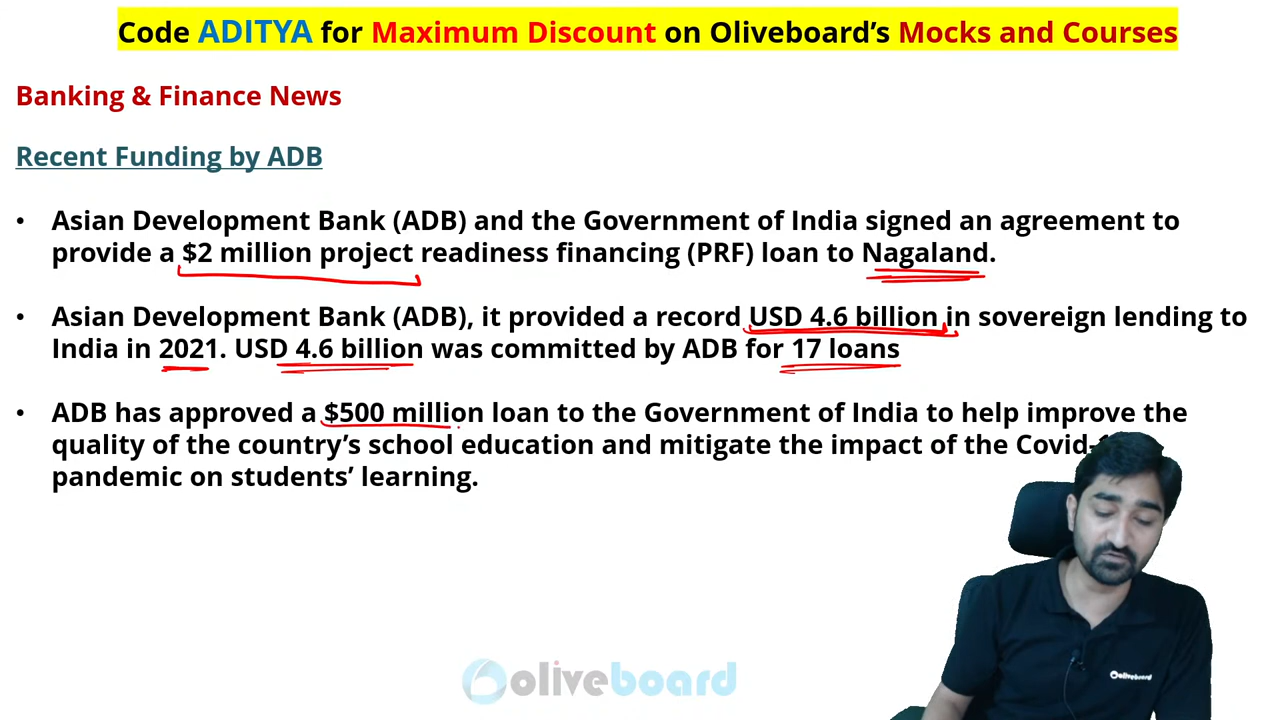 Code ADITYA for Maximum Discount on Oliveboard’s Mocks and Courses
Banking & Finance News
Recent Funding by ADB
• Asian Development Bank (ADB) and the Government of India signed an agreement to
provide a $2 million project readiness financing (PRF) loan to Nagaland.
• Asian Development Bank (ADB), it provided a record USD 4.6 billion in sovereign lending to
India in 2021. USD 4.6 billion was committed by ADB for 17 loans
• ADB has approved a $500 million loan to the Government of India to help improve the
quality of the country’s school education and mitigate the impact of the Covid-
pandemic on students’ learning.
oliveboard
oliveboard